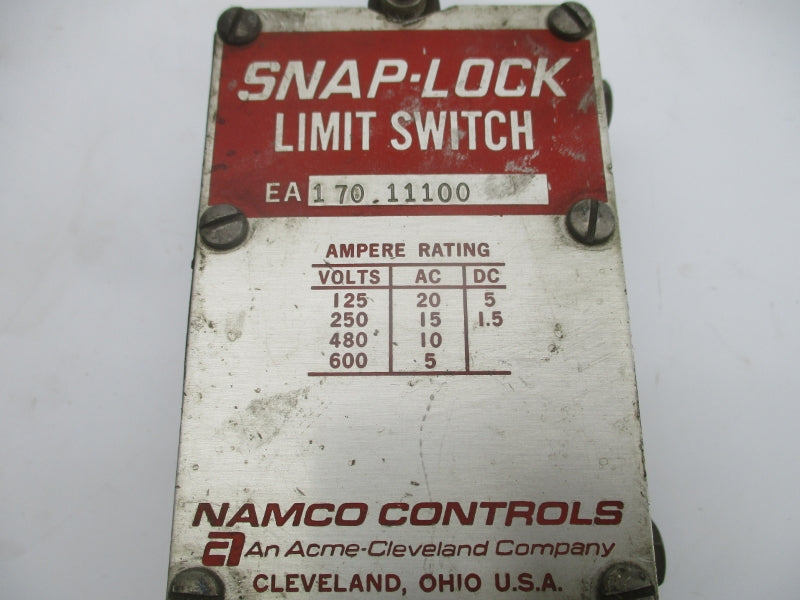 SNAP-LOCK
LIMIT SWITCH
EA 170.11100
AMPERE RATING
VOLTS AC DC
125 20 5
250 15 1.5
480 10
600 5
NAMCO CONTROLS
a An Acme-Cleveland Company
CLEVELAND, OHIO U.S.A.